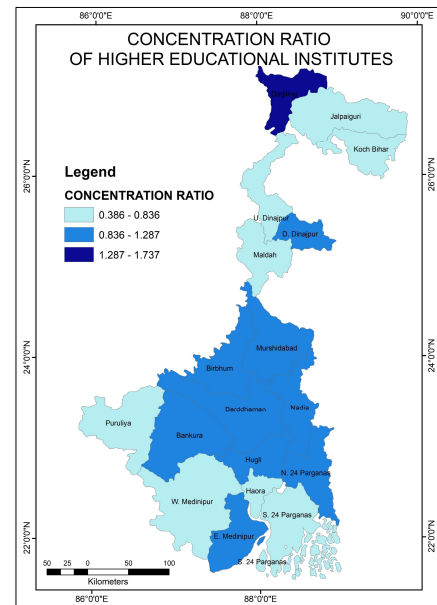 86°0'0"E 88°0'0"E 90°0'0"E
CONCENTRATION RATIO
OF HIGHER EDUCATIONAL INSTITUTES
Jalpaiguri
Koch Bihar
26°0'0"N 26°0'0"N
Legend
CONCENTRATION RATIO
0.386 - 0.836
0.836 - 1.287
1.287 - 1.737
U. Dinajpur
D. Dinajpur
Maldah
24°0'0"N 24°0'0"N
Murshidabad
Birbhum
Barddhaman
Nadia
Puruliya
Bankura
Hugli
N. 24 Parganas
W. Medinipur
Haora
S. 24 Parganas
E. Medinipur
S. 24 Parganas
22°0'0"N 22°0'0"N
50 25 0 50 100
Kilometers
86°0'0"E 88°0'0"E